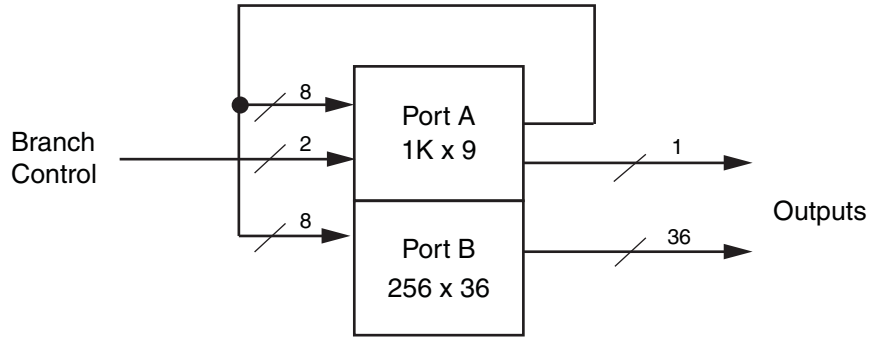 8
Port A
1K x 9
Branch
Control
2
1
Outputs
8
Port B
256 x 36
36